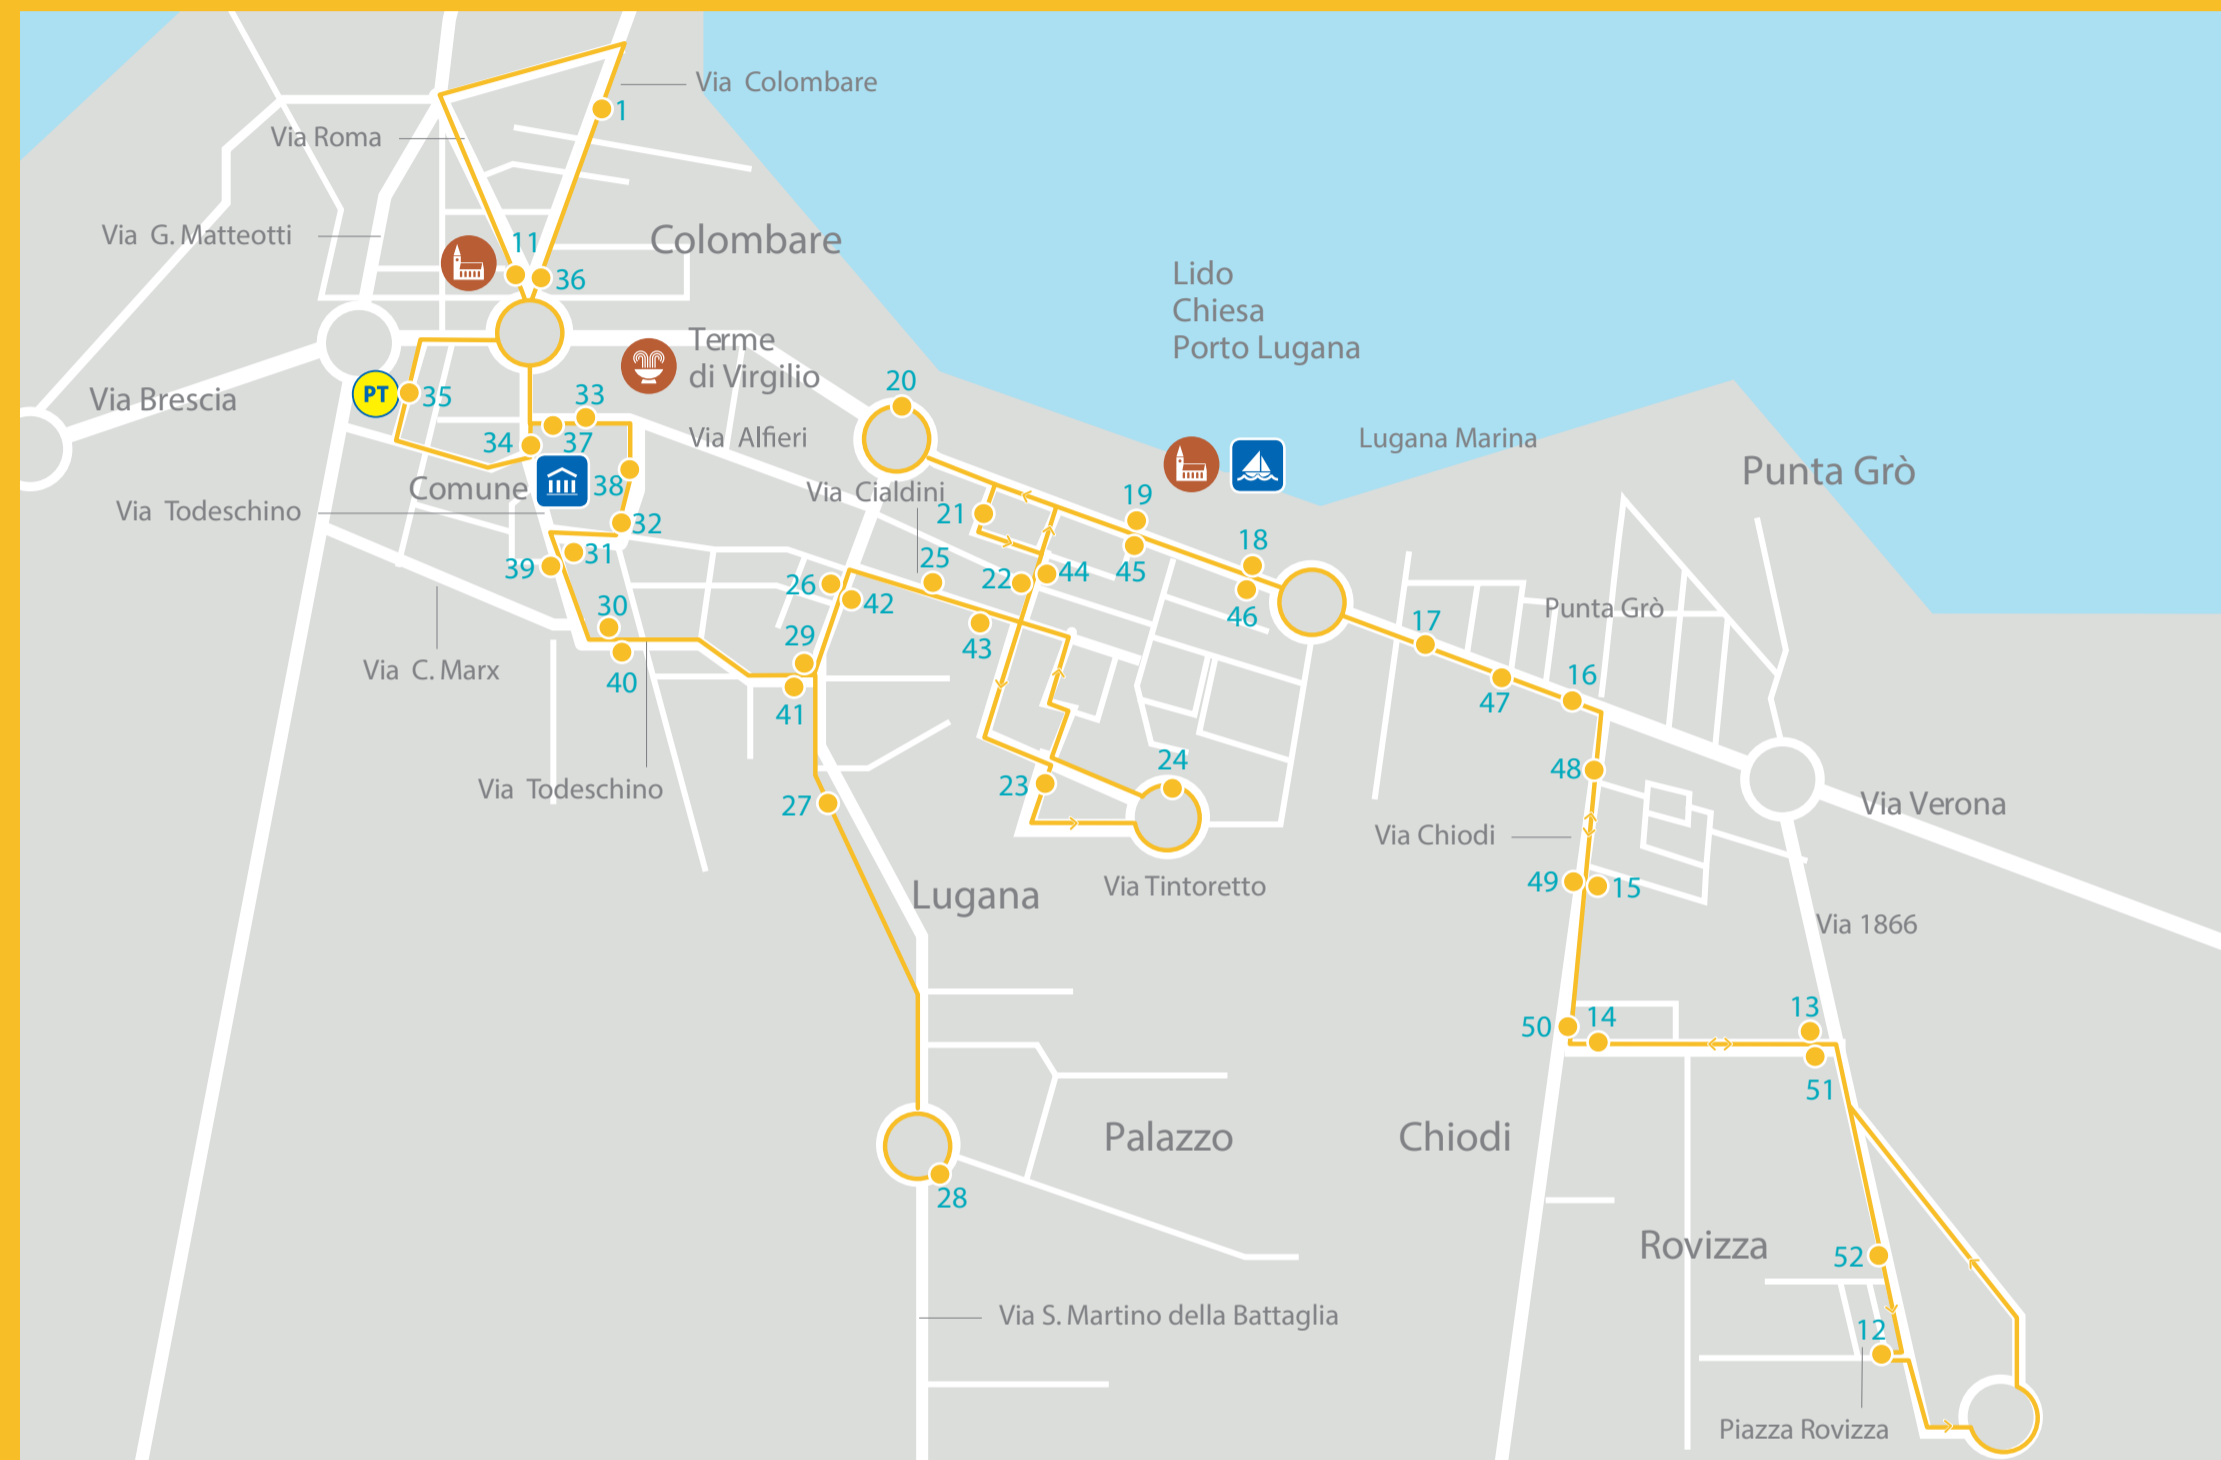 Via Colombare
1
Via Roma
Via G. Matteotti
11
36
Colombare
Lido
Chiesa
Porto Lugana
Terme
di Virgilio
Via Brescia
PT
35
33
34
37
Via Alfieri
20
Lugana Marina
Punta Grò
Comune
38
Via Cialdini
19
Via Todeschino
32
21
18
31
39
25
26
22
44
45
42
46
Punta Grò
30
29
43
17
Via C. Marx
40
41
47
16
Via Todeschino
27
23
24
48
Via Verona
Via Chiodi
Lugana
Via Tintoretto
49
15
Via 1866
50
14
13
51
Palazzo
Chiodi
28
Rovizza
52
Via S. Martino della Battaglia
12
Piazza Rovizza